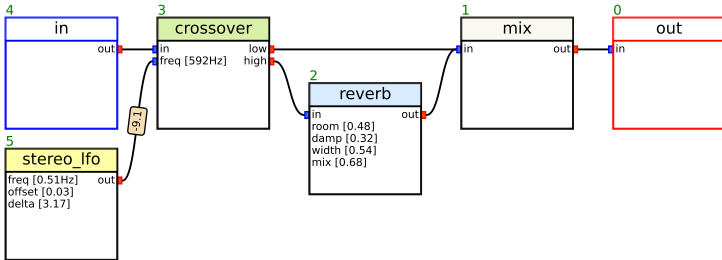 4
in
out
3
crossover
in
low
freq [592Hz]
high
1
mix
in
out
0
out
in
2
reverb
in
out
room [0.48]
damp [0.32]
width [0.54]
mix [0.68]
-9.1
5
stereo_lfo
freq [0.51Hz]
out
offset [0.03]
delta [3.17]